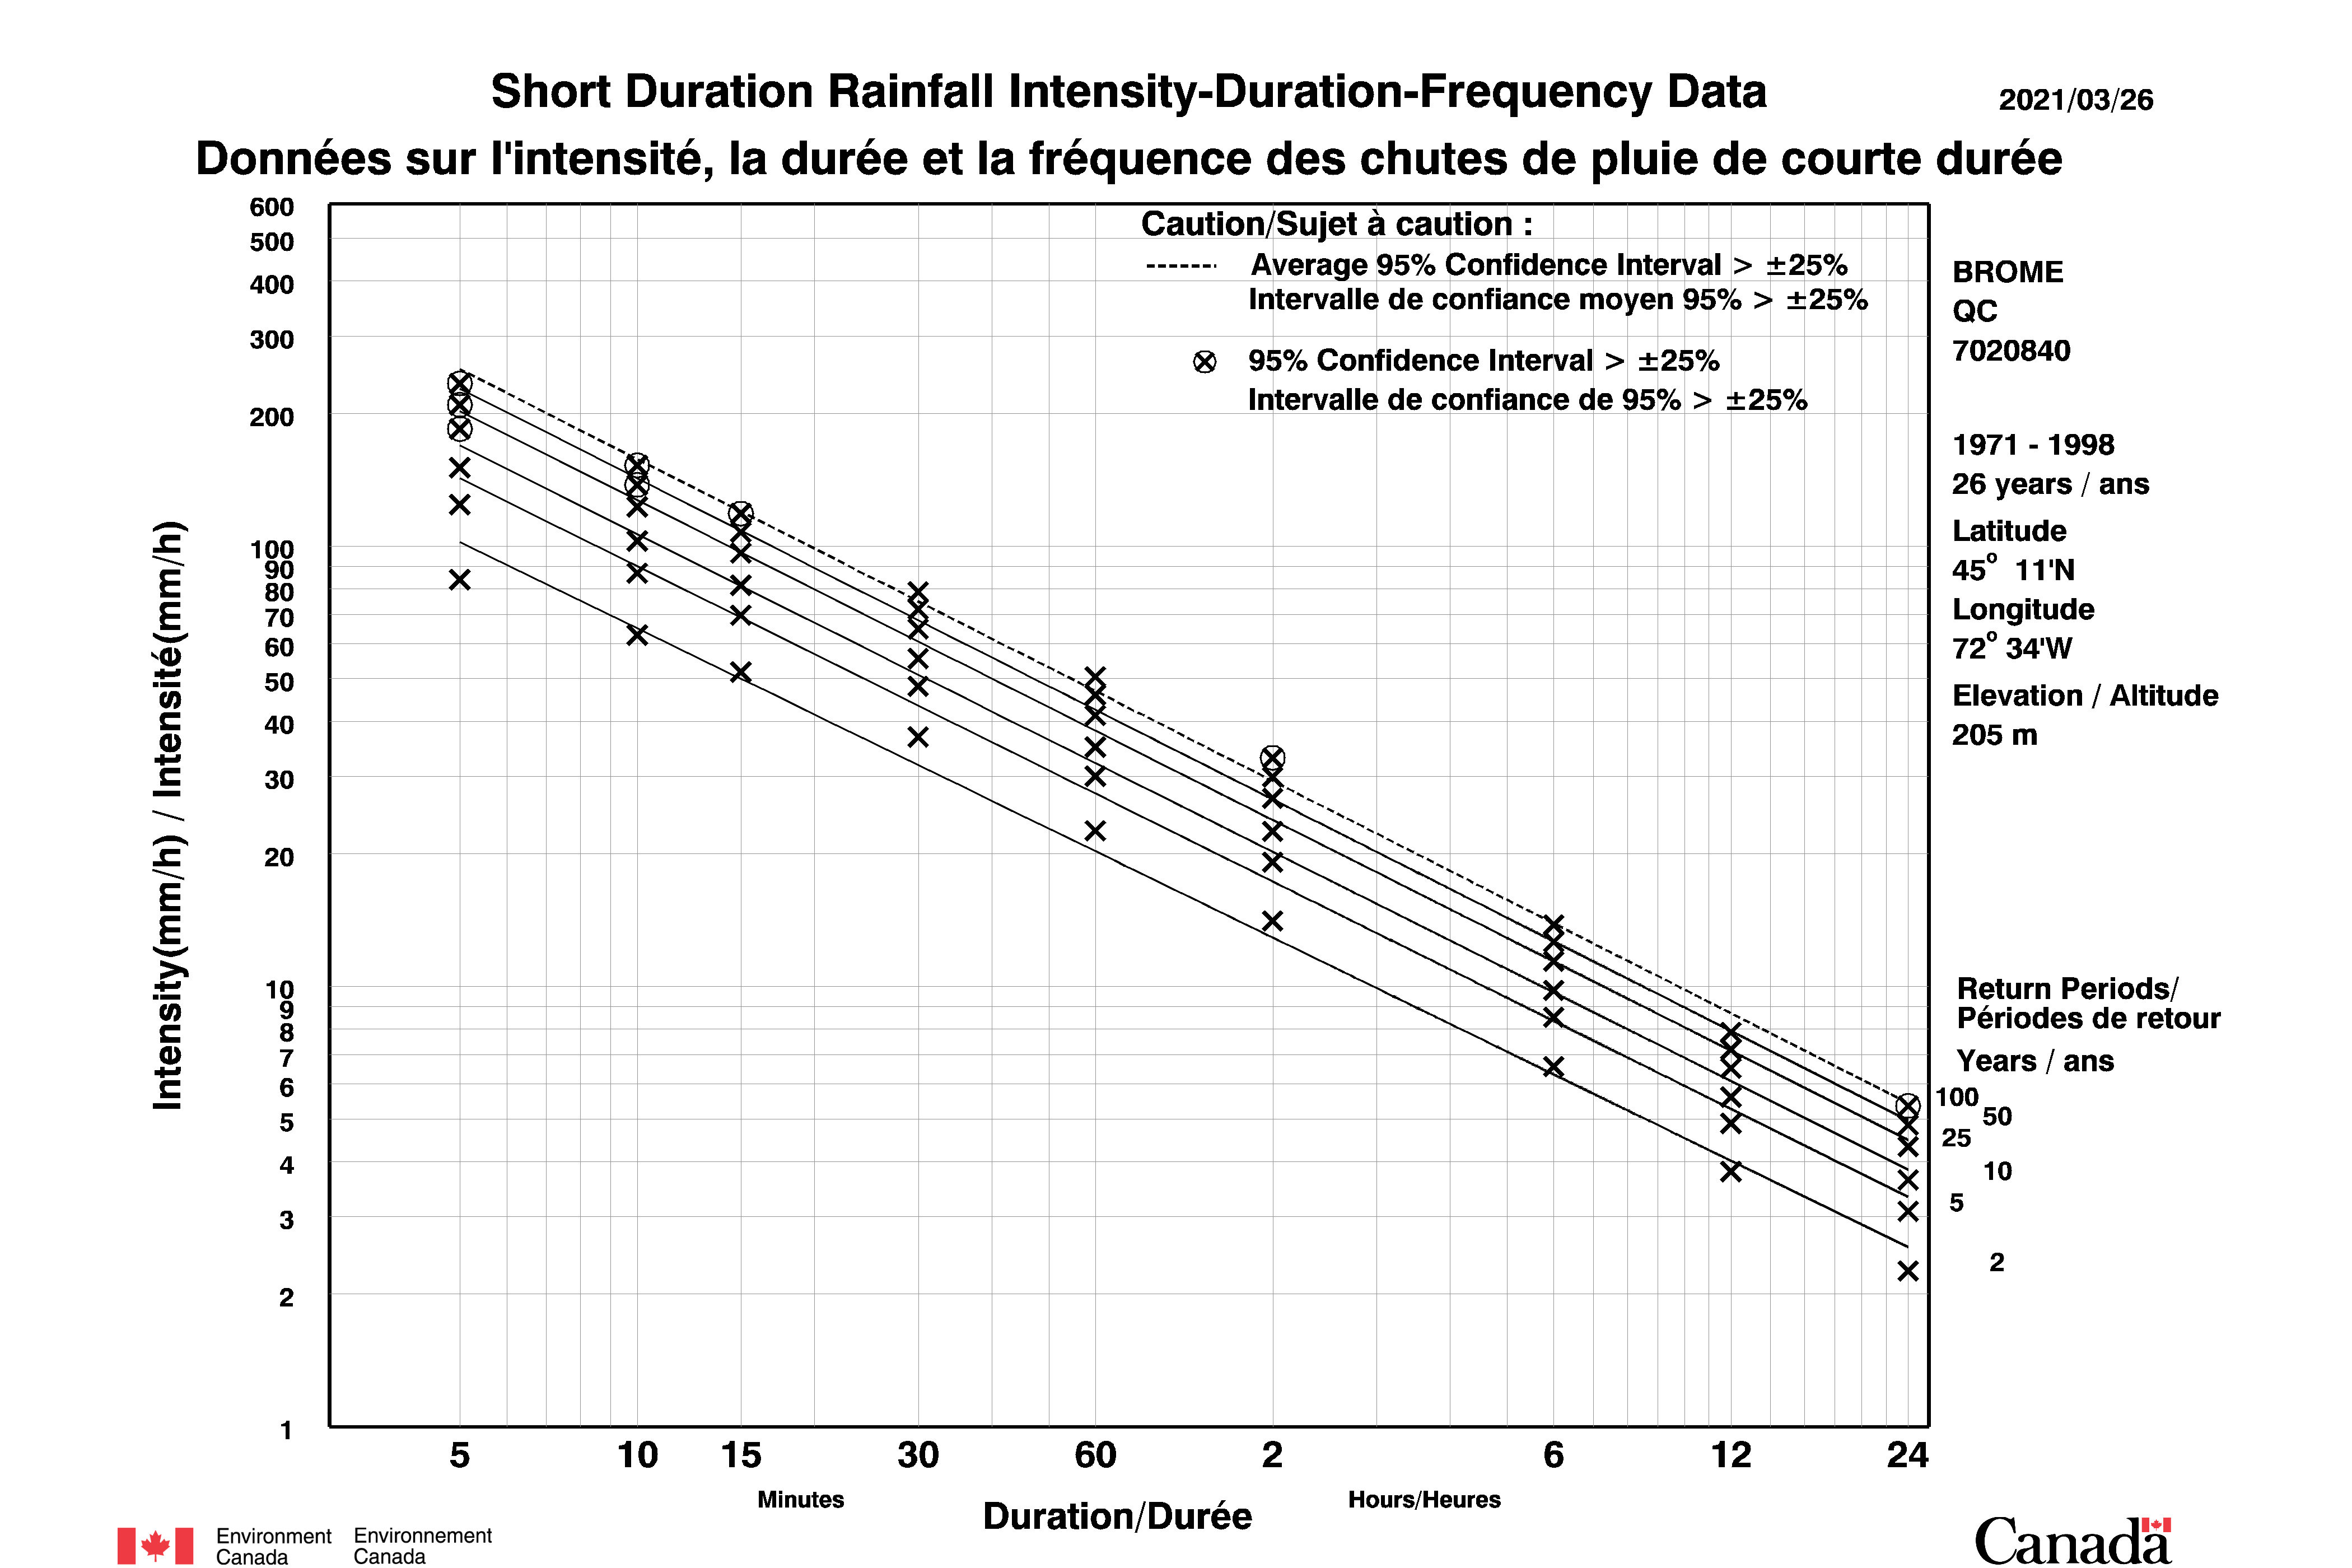 Short Duration Rainfall Intensity-Duration-Frequency Data
2021/03/26
Données sur l'intensité, la durée et la fréquence des chutes de pluie de courte durée
Caution/Sujet à caution :
Average 95% Confidence Interval > ±25%
Intervalle de confiance moyen 95% > ±25%
95% Confidence Interval > ±25%
Intervalle de confiance de 95% > ±25%
BROME
QC
7020840
1971 - 1998
26 years / ans
Latitude
45° 11'N
Longitude
72° 34'W
Elevation / Altitude
205 m
Return Periods/
Périodes de retour
Years / ans
100
50
25
10
5
2
Intensity(mm/h) / Intensité(mm/h)
600
500
400
300
200
100
90
80
70
60
50
40
30
20
10
9
8
7
6
5
4
3
2
1
5 10 15 30 60 2 6 12 24
Minutes
Hours/Heures
Duration/Durée
Environment Environnement
Canada Canada
Canada